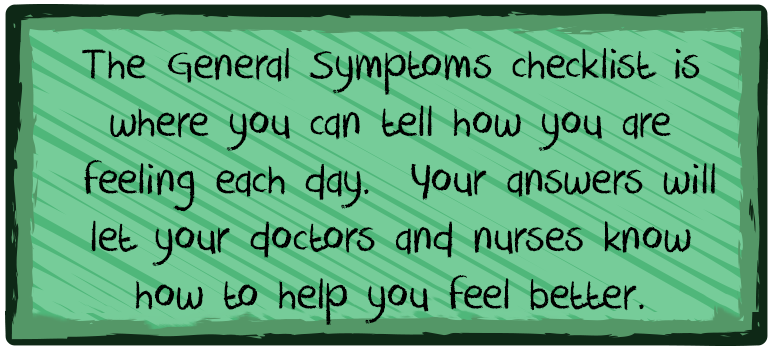 The General Symptoms checklist is
where you can tell how you are
feeling each day.  Your answers will
let your doctors and nurses know
how to help you feel better.